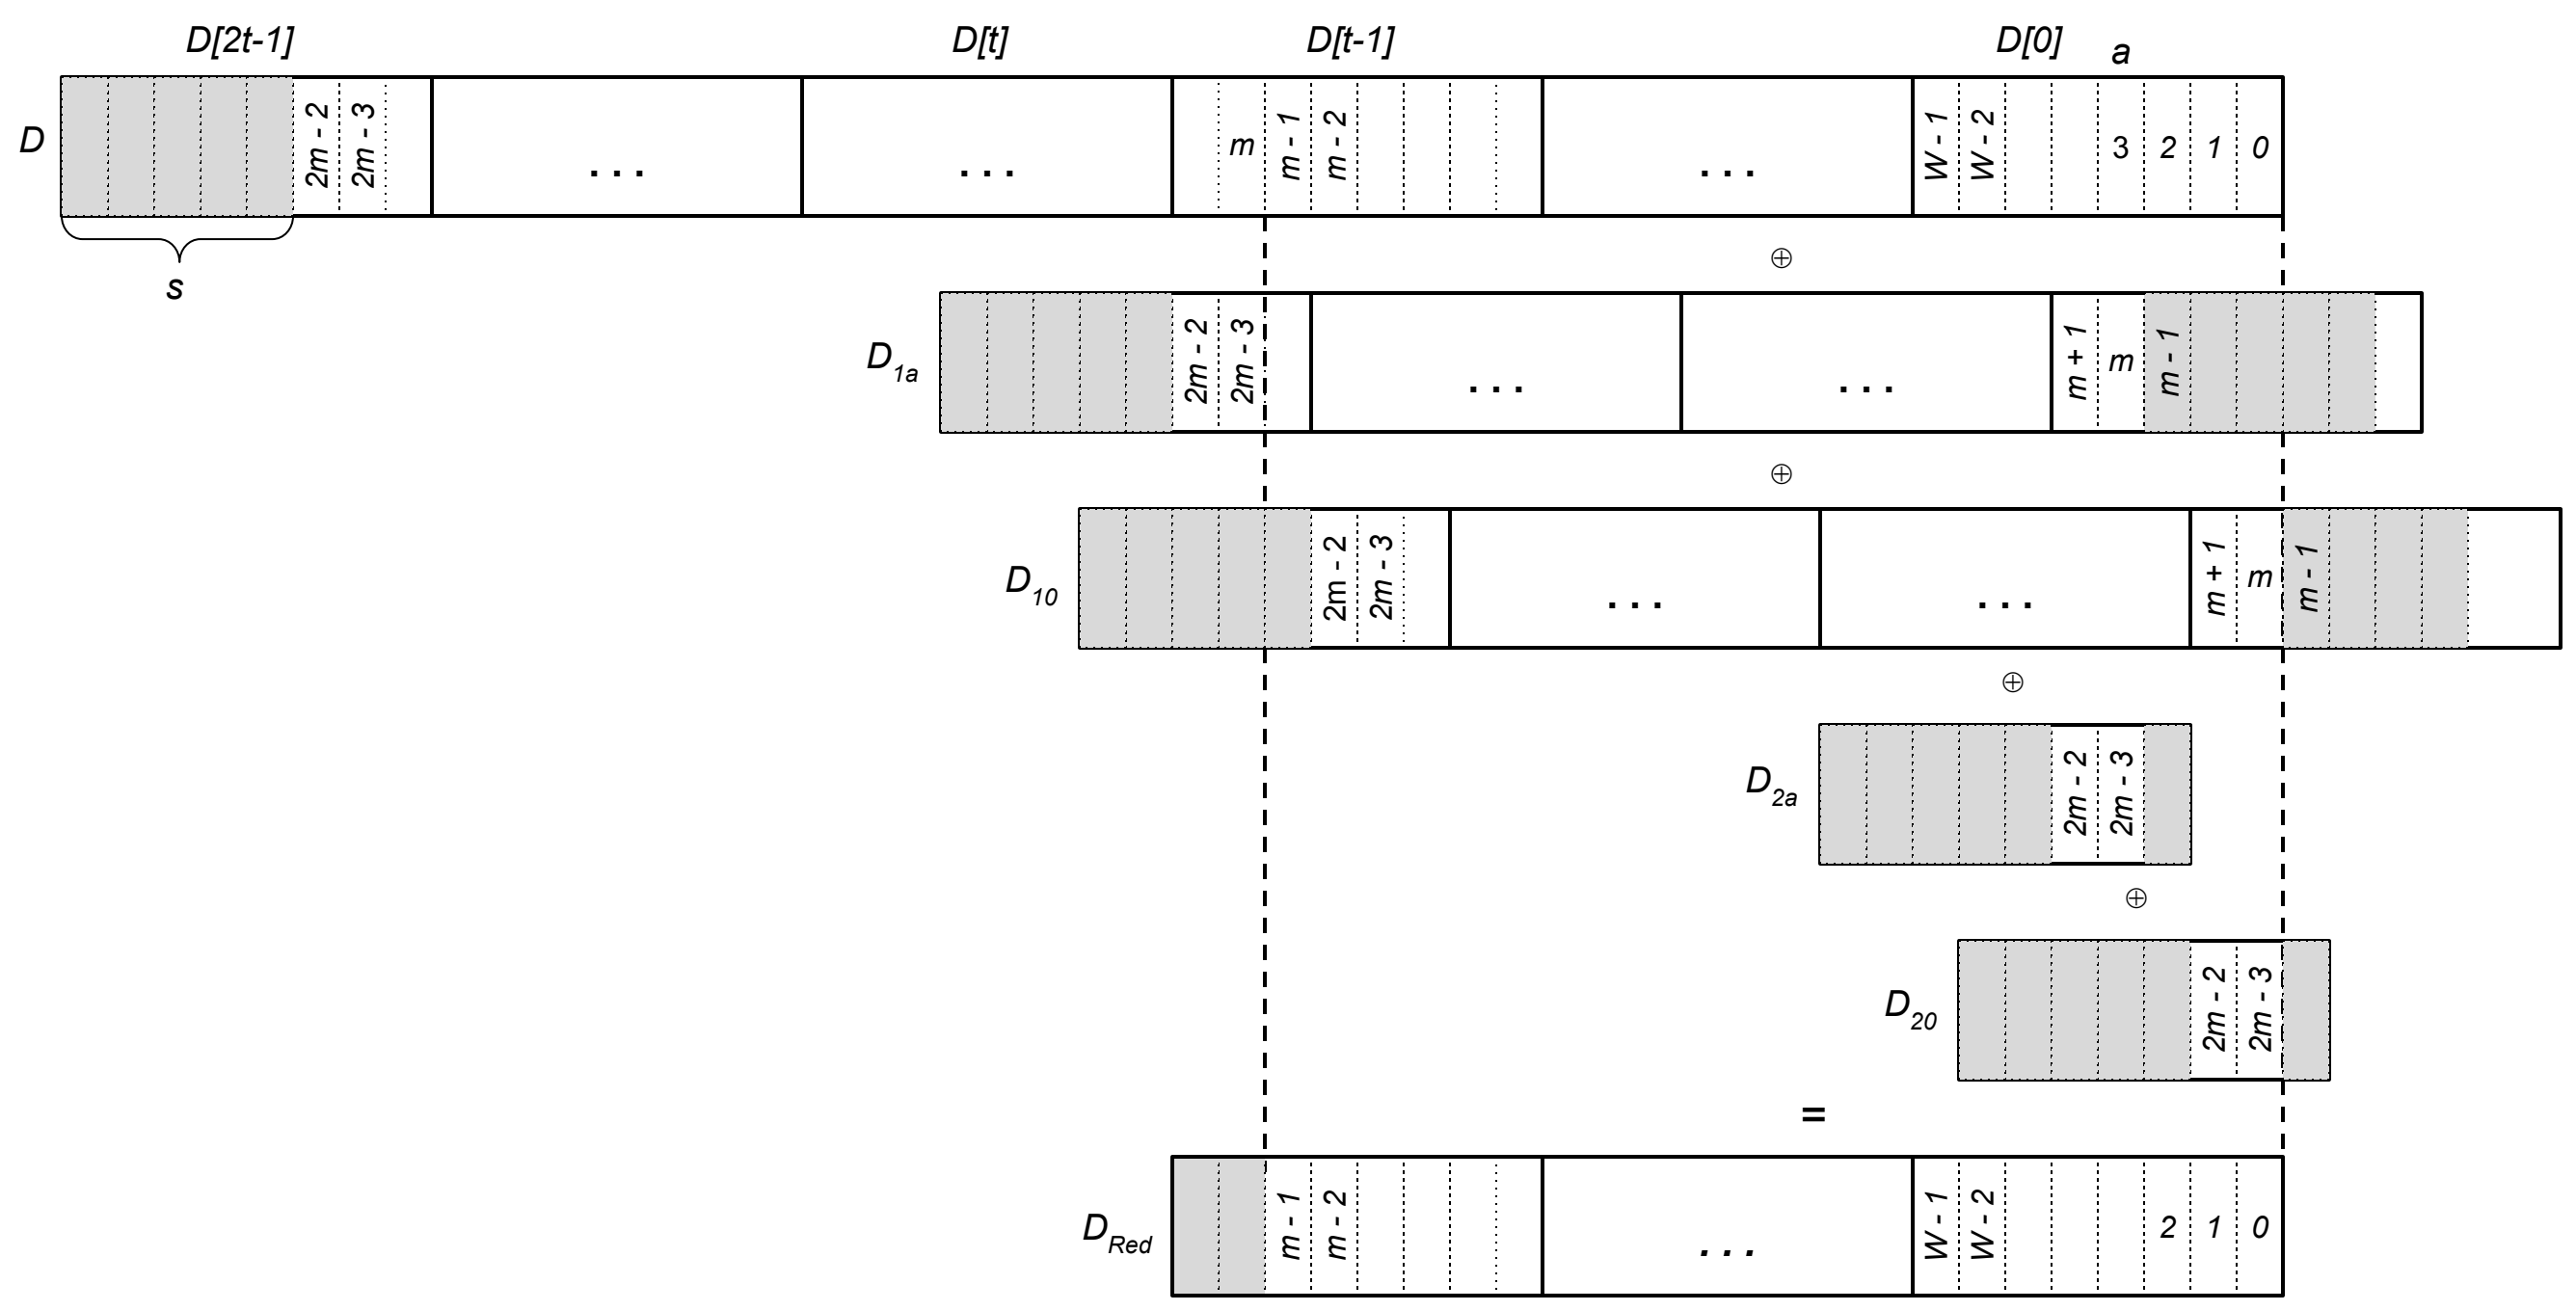 D[2t-1] D[t] D[t-1] D[0] a
D 2m - 2 2m - 3 ... ... m m - 1 m - 2 ... W - 1 W - 2 3 2 1 0
s
⊕
D1a 2m - 2 2m - 3 ... ... m + 1 m m - 1
⊕
D10 2m - 2 2m - 3 ... ... m + 1 m m - 1
⊕
D2a 2m - 2 2m - 3
⊕
D20 2m - 2 2m - 3
=
DRed m - 1 m - 2 ... W - 1 W - 2 2 1 0